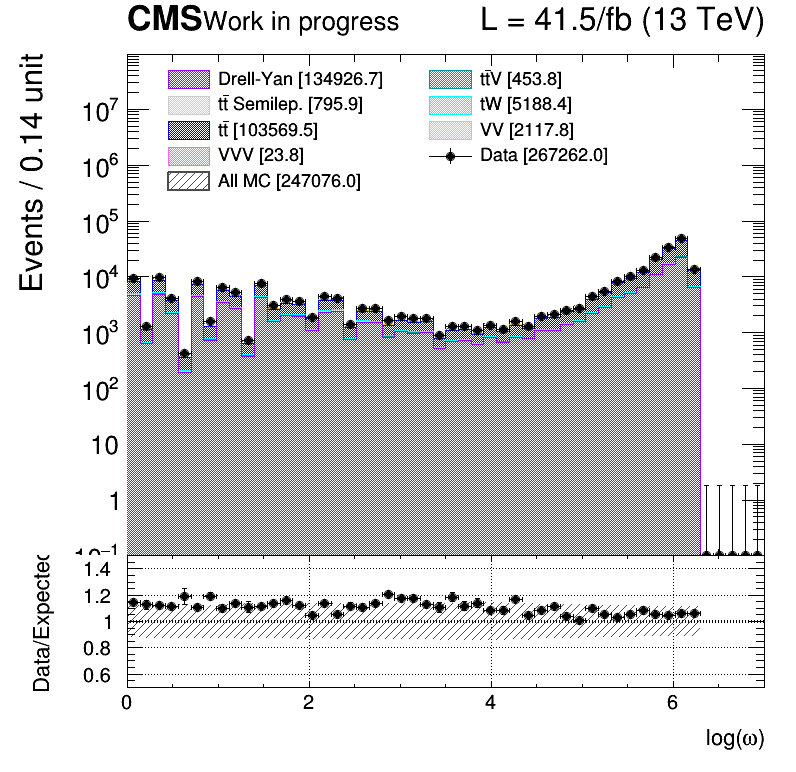 CMS Work in progress L = 41.5/fb (13 TeV)
Drell-Yan [134926.7] tt̄V [453.8]
tt̄ Semilep. [795.9] tW [5188.4]
tt̄ [103569.5] VV [2117.8]
VVV [23.8] Data [267262.0]
All MC [247076.0]
Events / 0.14 unit
10⁷
10⁶
10⁵
10⁴
10³
10²
10
1
10⁻¹
Data/Expected
1.4
1.2
1
0.8
0.6
0 2 4 6
log(ω)